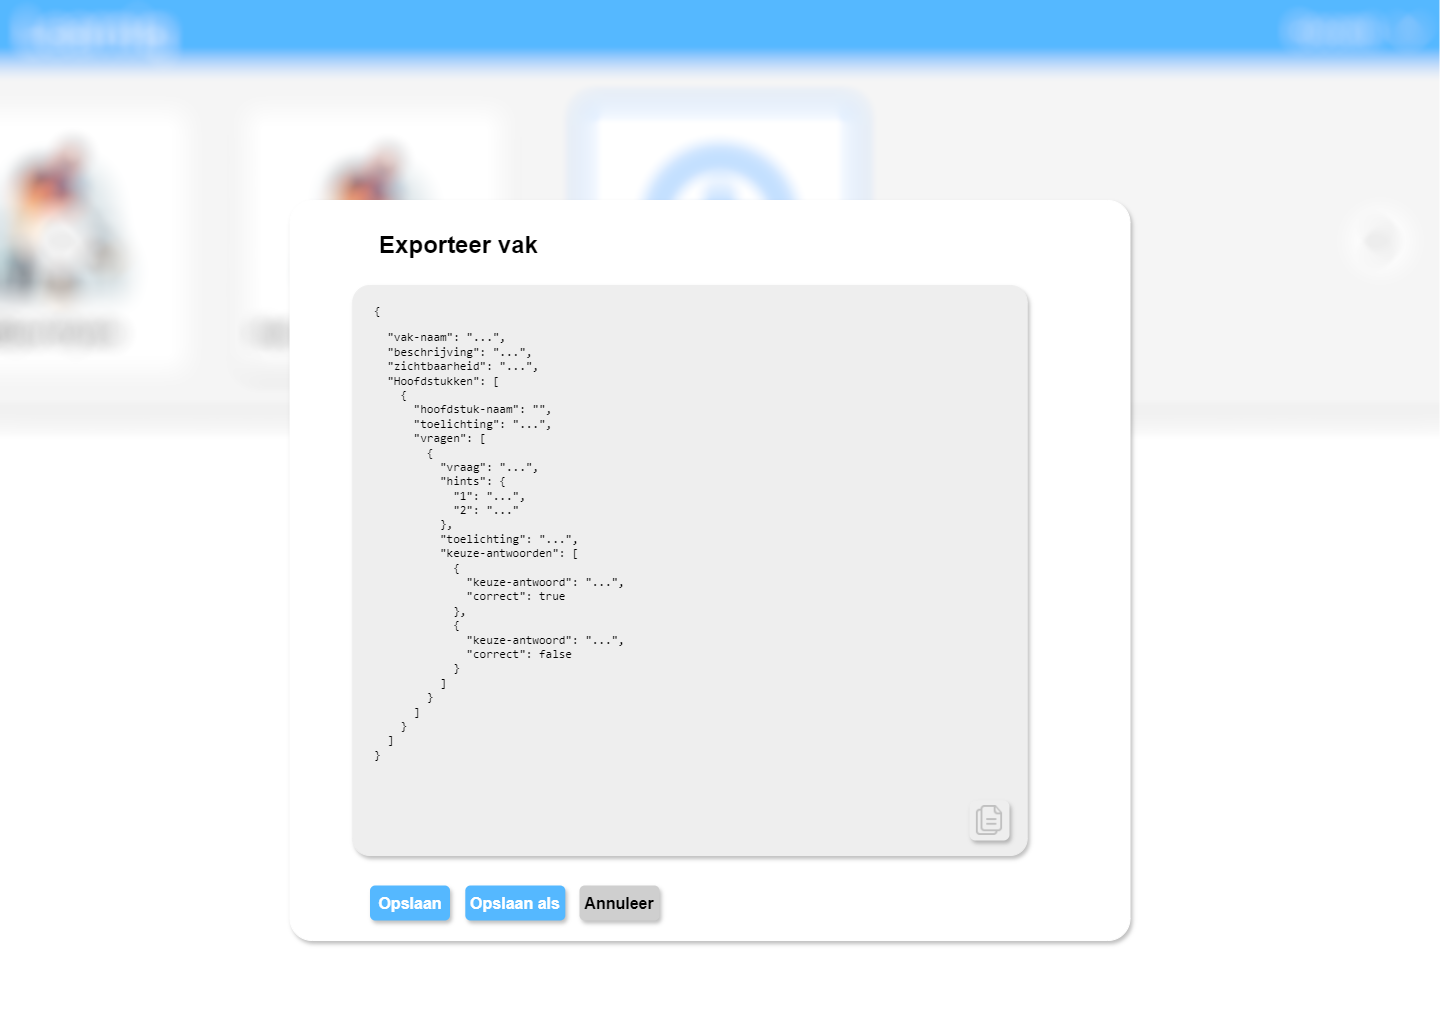 Exporteer vak
{
"vak-naam": "...",
"beschrijving": "...",
"zichtbaarheid": "...",
"Hoofdstukken": [
{
"hoofdstuk-naam": "",
"toelichting": "...",
"vragen": [
{
"vraag": "...",
"hints": {
"1": "...",
"2": "..."
},
"toelichting": "...",
"keuze-antwoorden": [
{
"keuze-antwoord": "...",
"correct": true
},
{
"keuze-antwoord": "...",
"correct": false
}
]
}
]
}
]
}
Opslaan
Opslaan als
Annuleer